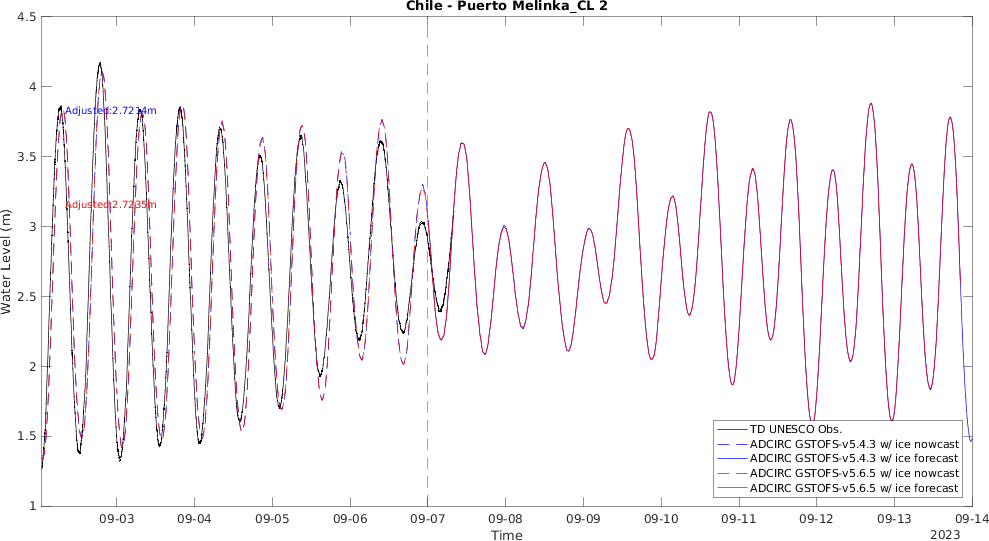 Chile - Puerto Melinka_CL 2
4.5
4
3.5
3
2.5
2
1.5
1
Water Level (m)
Adjusted:2.7214m
Adjusted:2.7235m
TD UNESCO Obs.
ADCIRC GSTOFS-v5.4.3 w/ ice nowcast
ADCIRC GSTOFS-v5.4.3 w/ ice forecast
ADCIRC GSTOFS-v5.6.5 w/ ice nowcast
ADCIRC GSTOFS-v5.6.5 w/ ice forecast
09-03 09-04 09-05 09-06 09-07 09-08 09-09 09-10 09-11 09-12 09-13 09-14
Time
2023